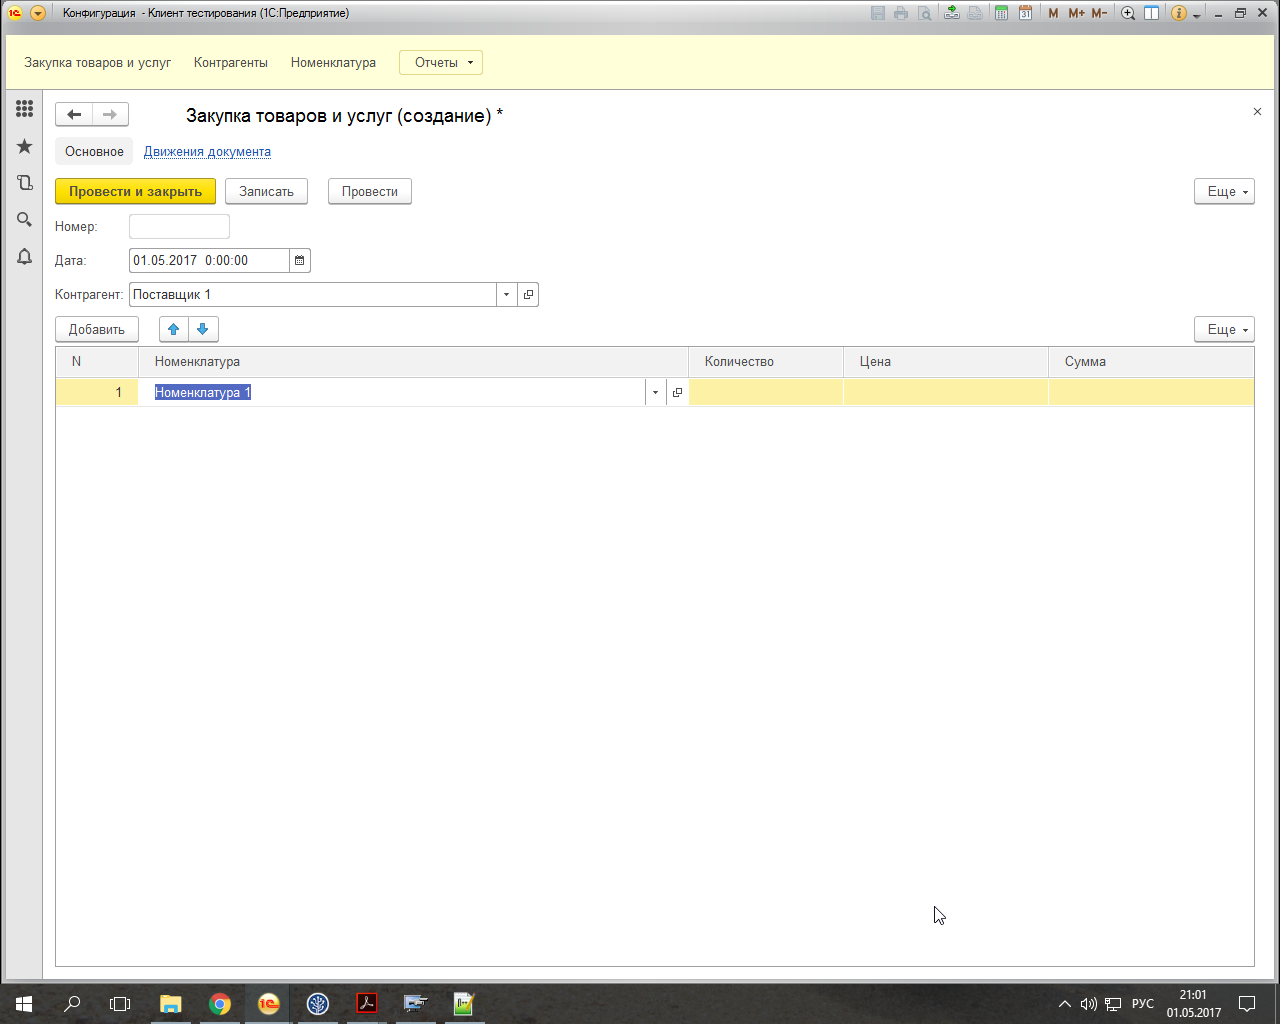 Конфигурация - Клиент тестирования (1С:Предприятие)
31 M M+ M-
Закупка товаров и услуг Контрагенты Номенклатура Отчеты
Закупка товаров и услуг (создание) *
Основное Движения документа
Провести и закрыть Записать Провести Еще
Номер:
Дата: 01.05.2017 0:00:00
Контрагент: Поставщик 1
Добавить Еще
N Номенклатура Количество Цена Сумма
1 Номенклатура 1
РУС 21:01
01.05.2017